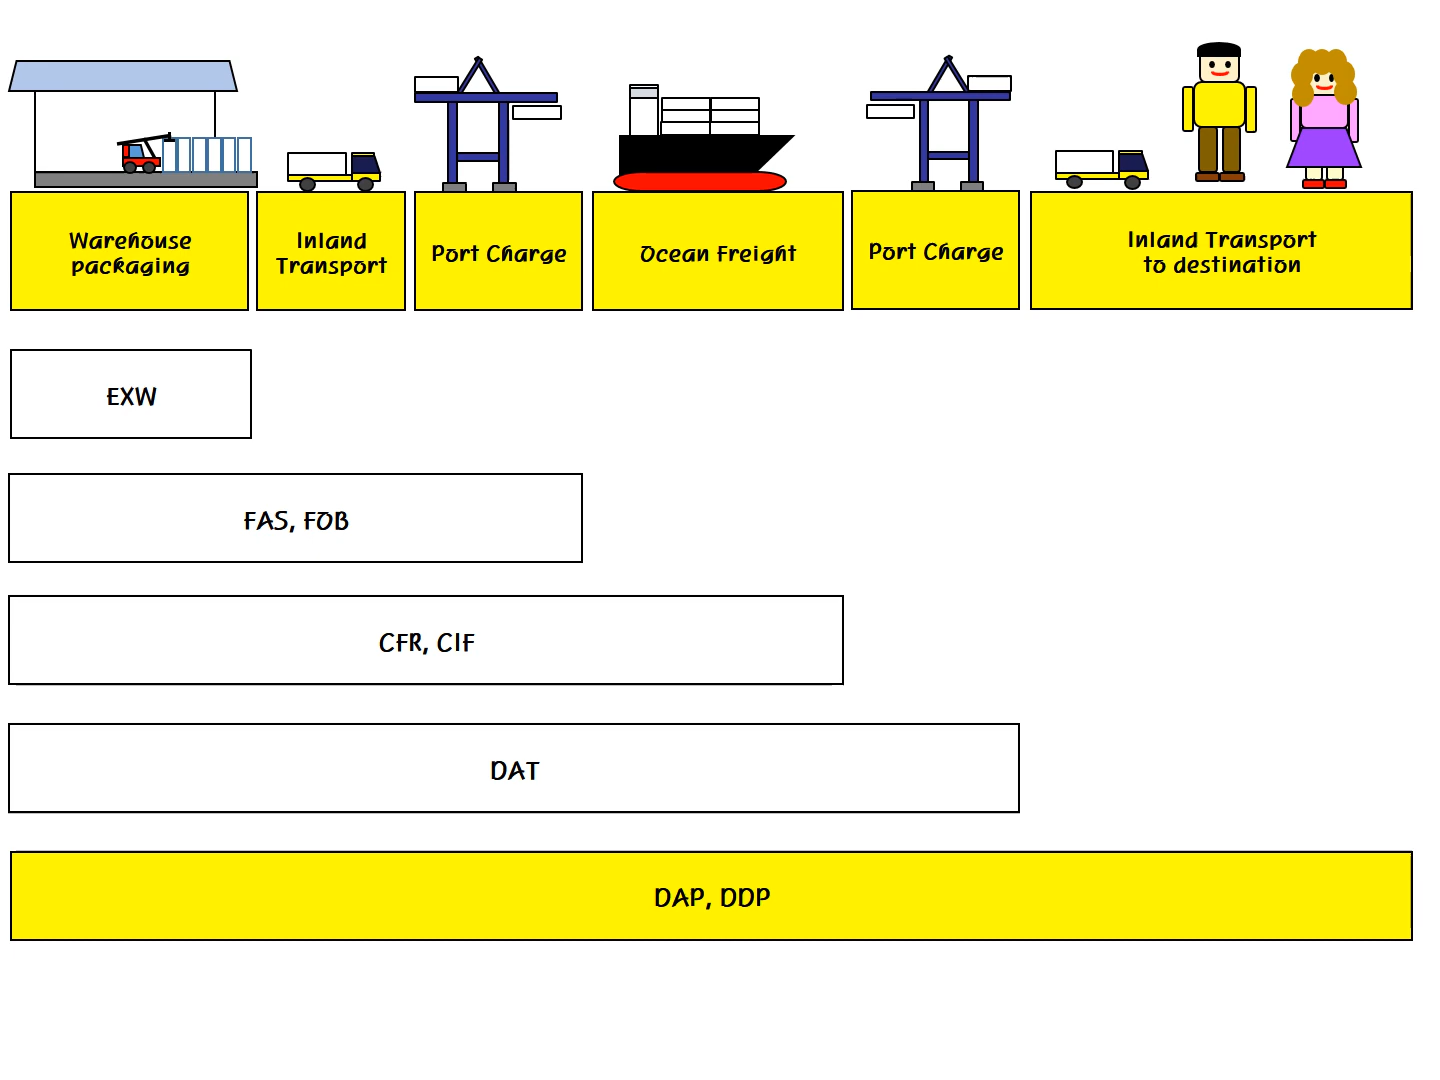 Warehouse
packaging
Inland
Transport
Port Charge
Ocean Freight
Port Charge
Inland Transport
to destination
EXW
FAS, FOB
CFR, CIF
DAT
DAP, DDP